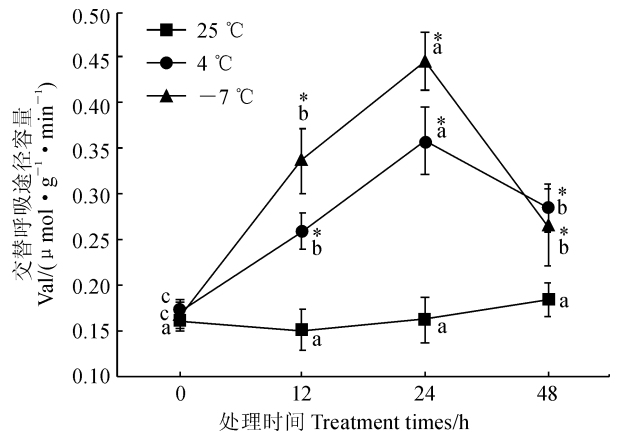 0.50
0.45
0.40
0.35
0.30
0.25
0.20
0.15
0.10
交替呼吸途径容量
Val/(μmol·g⁻¹·min⁻¹)
25 ℃
4 ℃
－7 ℃
c
c
a
*
b
*
b
a
*
a
*
a
a
*
b
*
b
a
0 12 24 48
处理时间 Treatment times/h